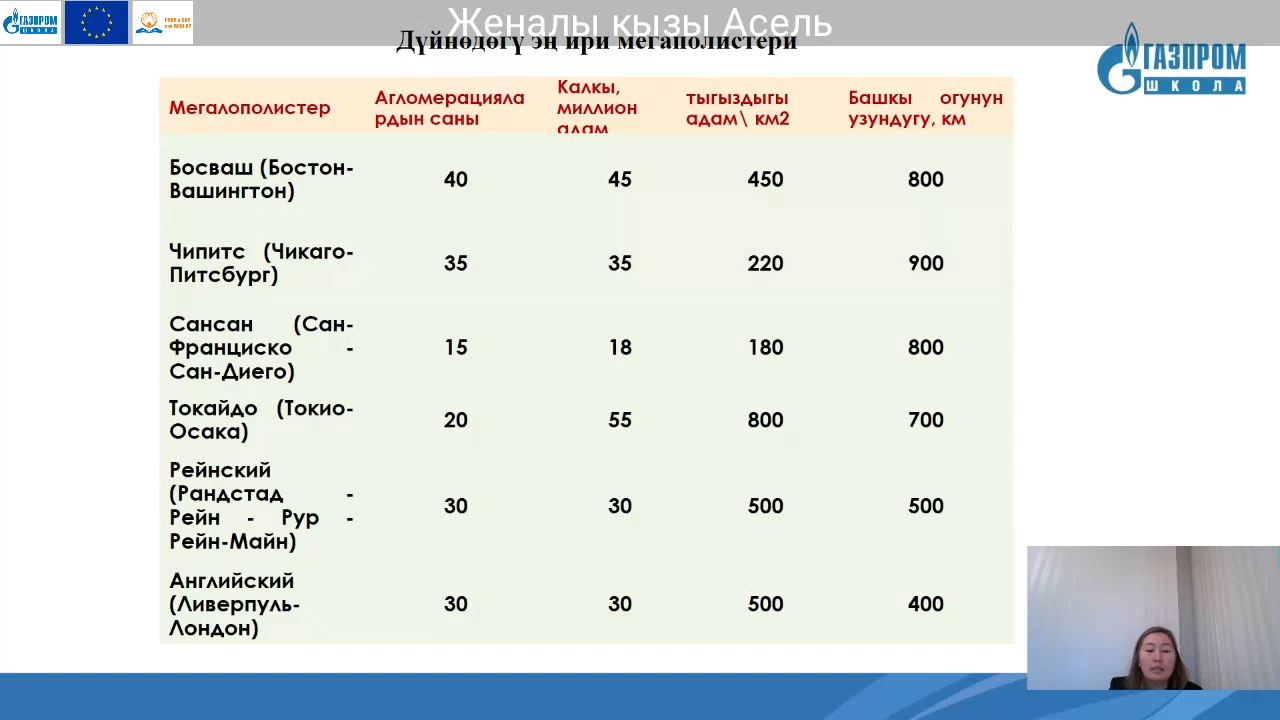 ГАЗПРОМ
ШКОЛА
Женалы кызы Асель
Дүйнөдөгү эң ири мегаполистери
ГАЗПРОМ
ШКОЛА
Мегалополистер
Агломерацияла
рдын саны
Калкы,
миллион
адам
тыгыздыгы
адам\ км2
Башкы огунун
узундугу, км
Босваш (Бостон-
Вашингтон)
40
45
450
800
Чипитс (Чикаго-
Питсбург)
35
35
220
900
Сансан (Сан-
Франциско -
Сан-Диего)
15
18
180
800
Токайдо (Токио-
Осака)
20
55
800
700
Рейнский
(Рандстад -
Рейн - Рур -
Рейн-Майн)
30
30
500
500
Английский
(Ливерпуль-
Лондон)
30
30
500
400